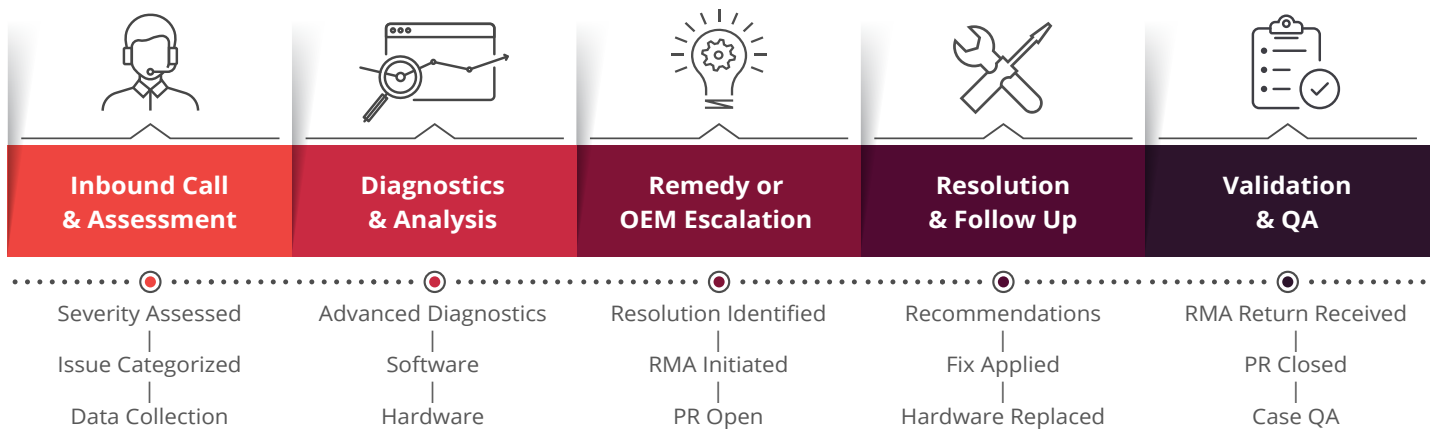 Inbound Call
& Assessment
Diagnostics
& Analysis
Remedy or
OEM Escalation
Resolution
& Follow Up
Validation
& QA
Severity Assessed
Issue Categorized
Data Collection
Advanced Diagnostics
Software
Hardware
Resolution Identified
RMA Initiated
PR Open
Recommendations
Fix Applied
Hardware Replaced
RMA Return Received
PR Closed
Case QA